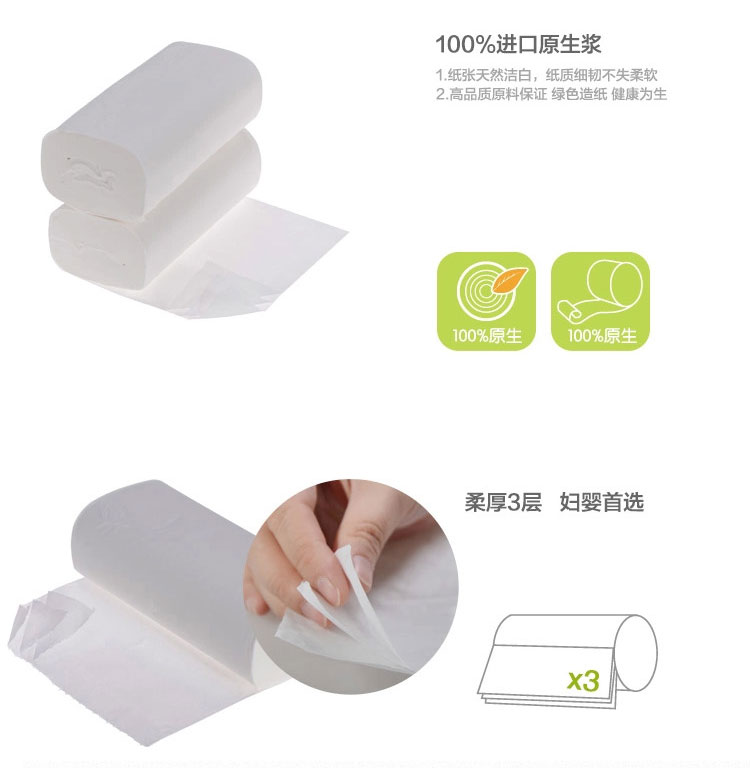 100%进口原生浆
1.纸张天然洁白，纸质细韧不失柔软
2.高品质原料保证 绿色造纸 健康为生
100%原生
100%原生
柔厚3层 妇婴首选
x3